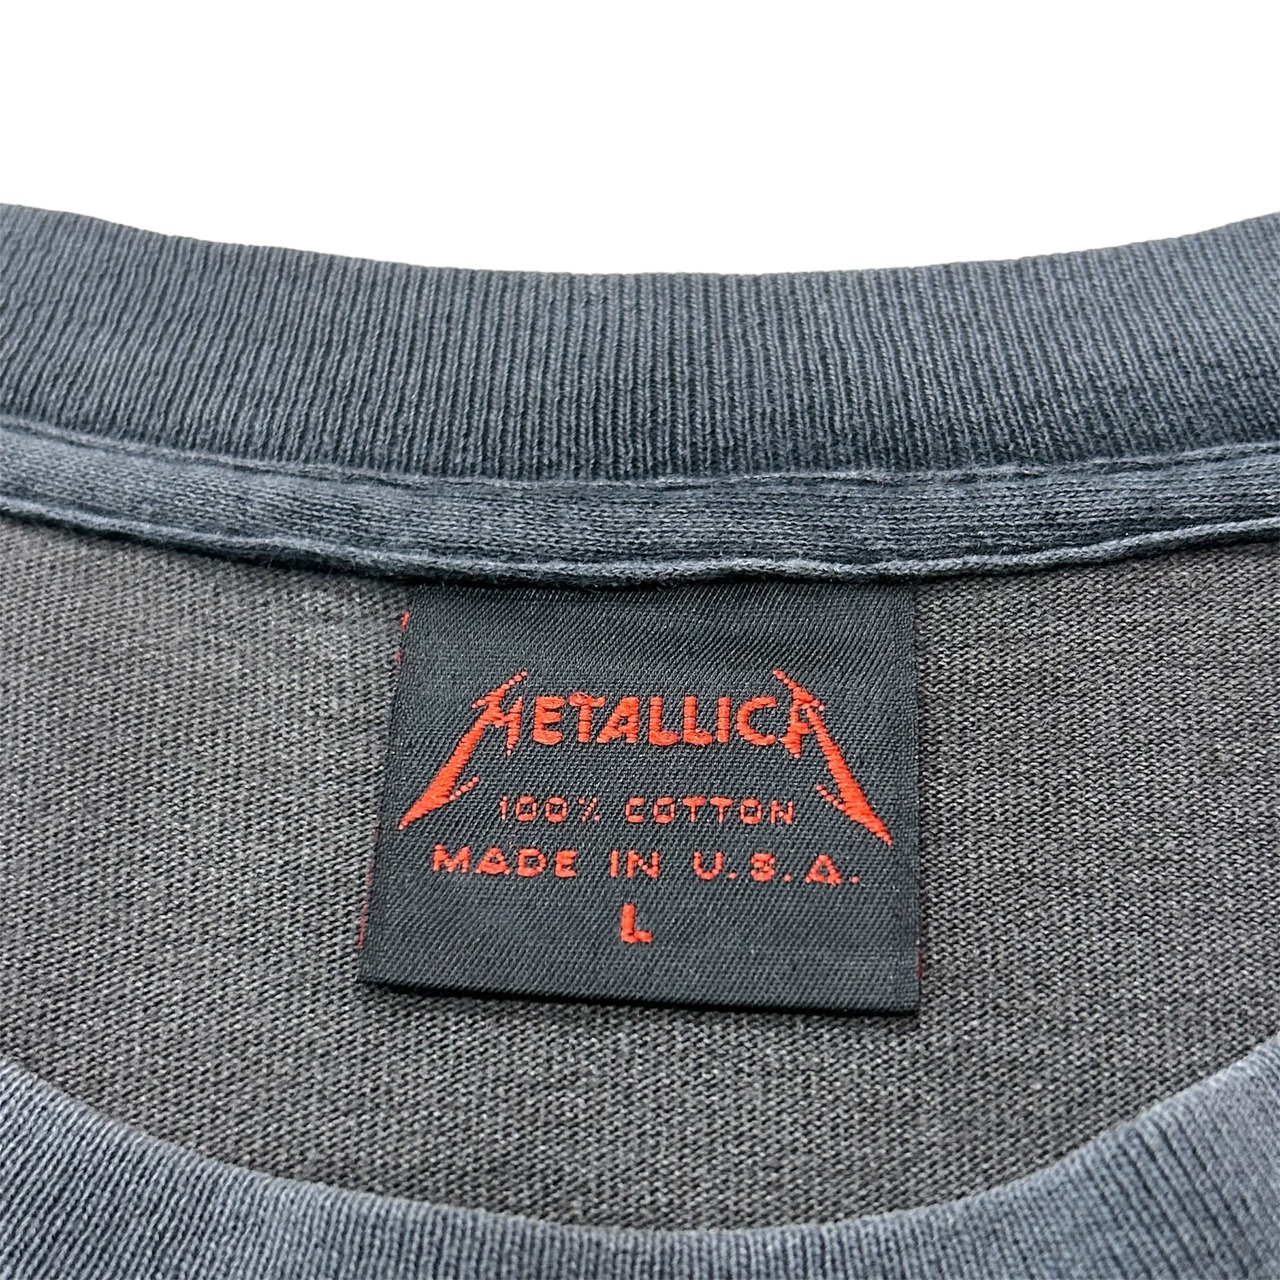 METALLICA
100% COTTON
MADE IN U.S.A.
L